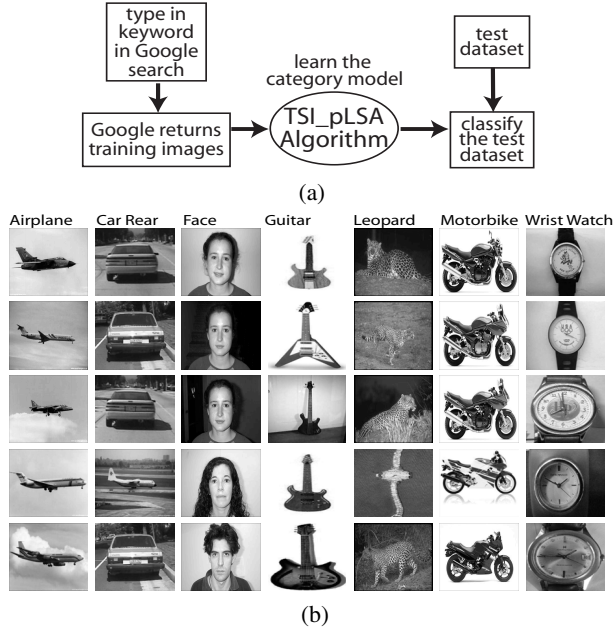 type in
keyword
in Google
search
test
dataset
learn the
category model
Google returns
training images
TSI_pLSA
Algorithm
classify
the test
dataset
(a)
Airplane Car Rear Face Guitar Leopard Motorbike Wrist Watch
(b)